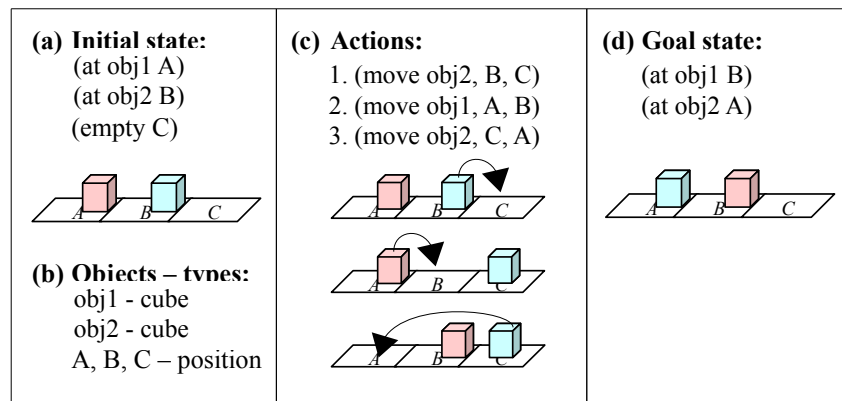 (a) Initial state:
(at obj1 A)
(at obj2 B)
(empty C)
A B C
(b) Objects – types:
obj1 - cube
obj2 - cube
A, B, C – position
(c) Actions:
1. (move obj2, B, C)
2. (move obj1, A, B)
3. (move obj2, C, A)
A B C
A B C
A B C
(d) Goal state:
(at obj1 B)
(at obj2 A)
A B C